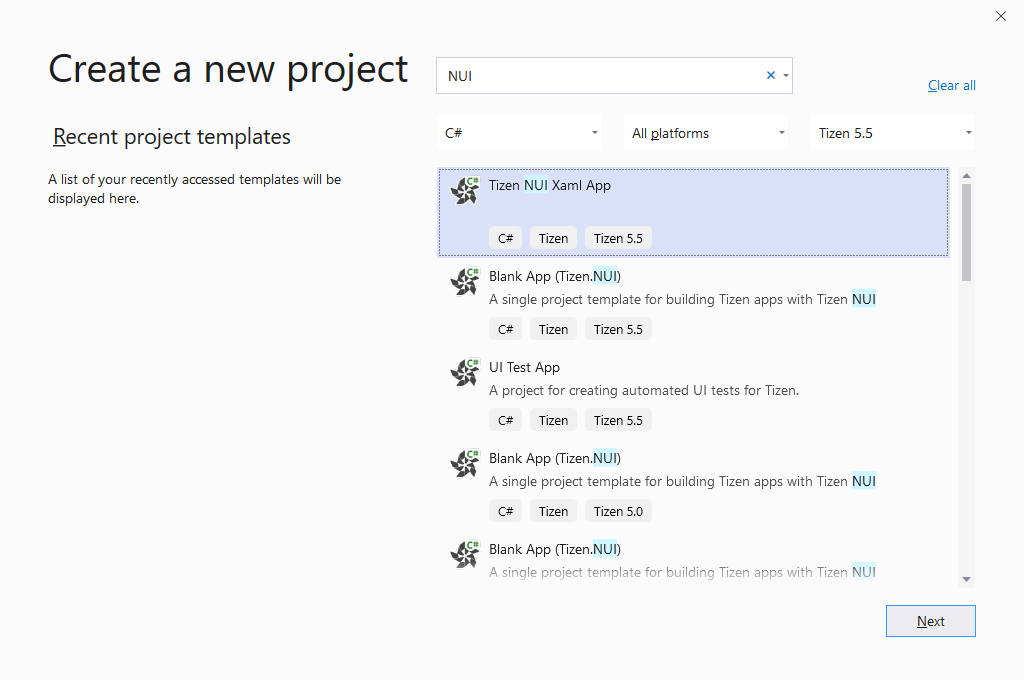 Create a new project
NUI
Clear all
Recent project templates
A list of your recently accessed templates will be
displayed here.
C#
All platforms
Tizen 5.5
C#
Tizen NUI Xaml App
C# Tizen Tizen 5.5
C#
Blank App (Tizen.NUI)
A single project template for building Tizen apps with Tizen NUI
C# Tizen Tizen 5.5
C#
UI Test App
A project for creating automated UI tests for Tizen.
C# Tizen Tizen 5.5
C#
Blank App (Tizen.NUI)
A single project template for building Tizen apps with Tizen NUI
C# Tizen Tizen 5.0
C#
Blank App (Tizen.NUI)
A single project template for building Tizen apps with Tizen NUI
Next